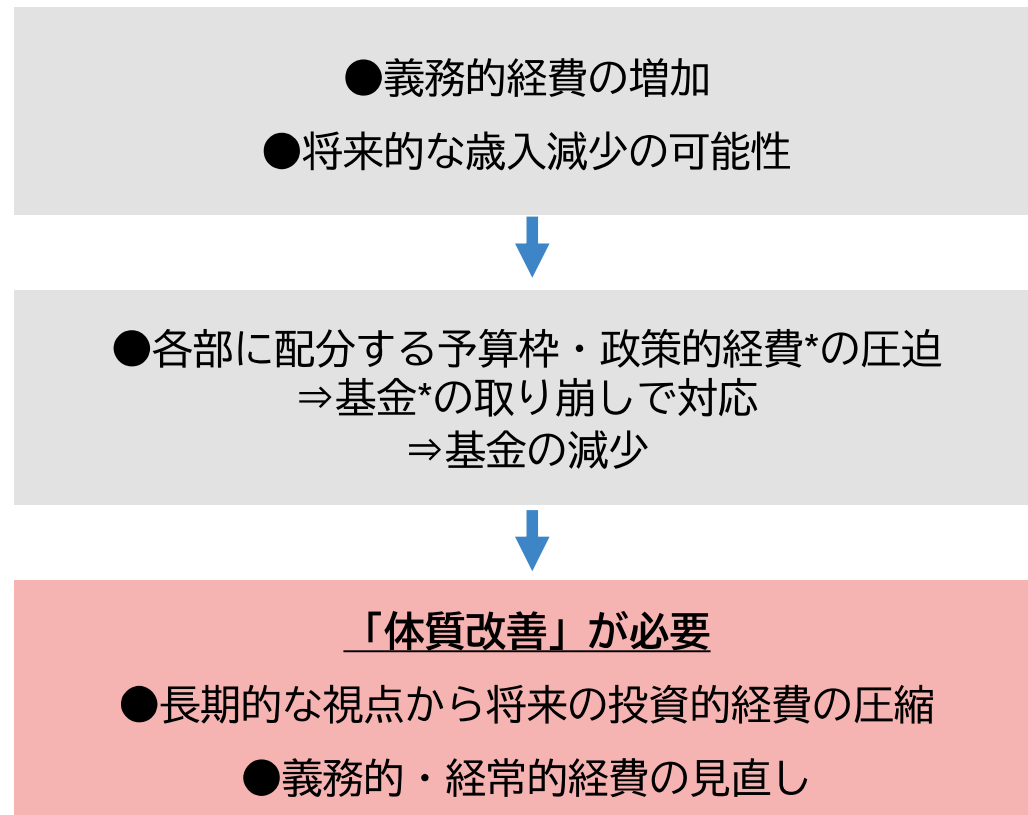 ●義務的経費の増加
●将来的な歳入減少の可能性
●各部に配分する予算枠・政策的経費*の圧迫
⇒基金*の取り崩しで対応
⇒基金の減少
「体質改善」が必要
●長期的な視点から将来の投資的経費の圧縮
●義務的・経常的経費の見直し